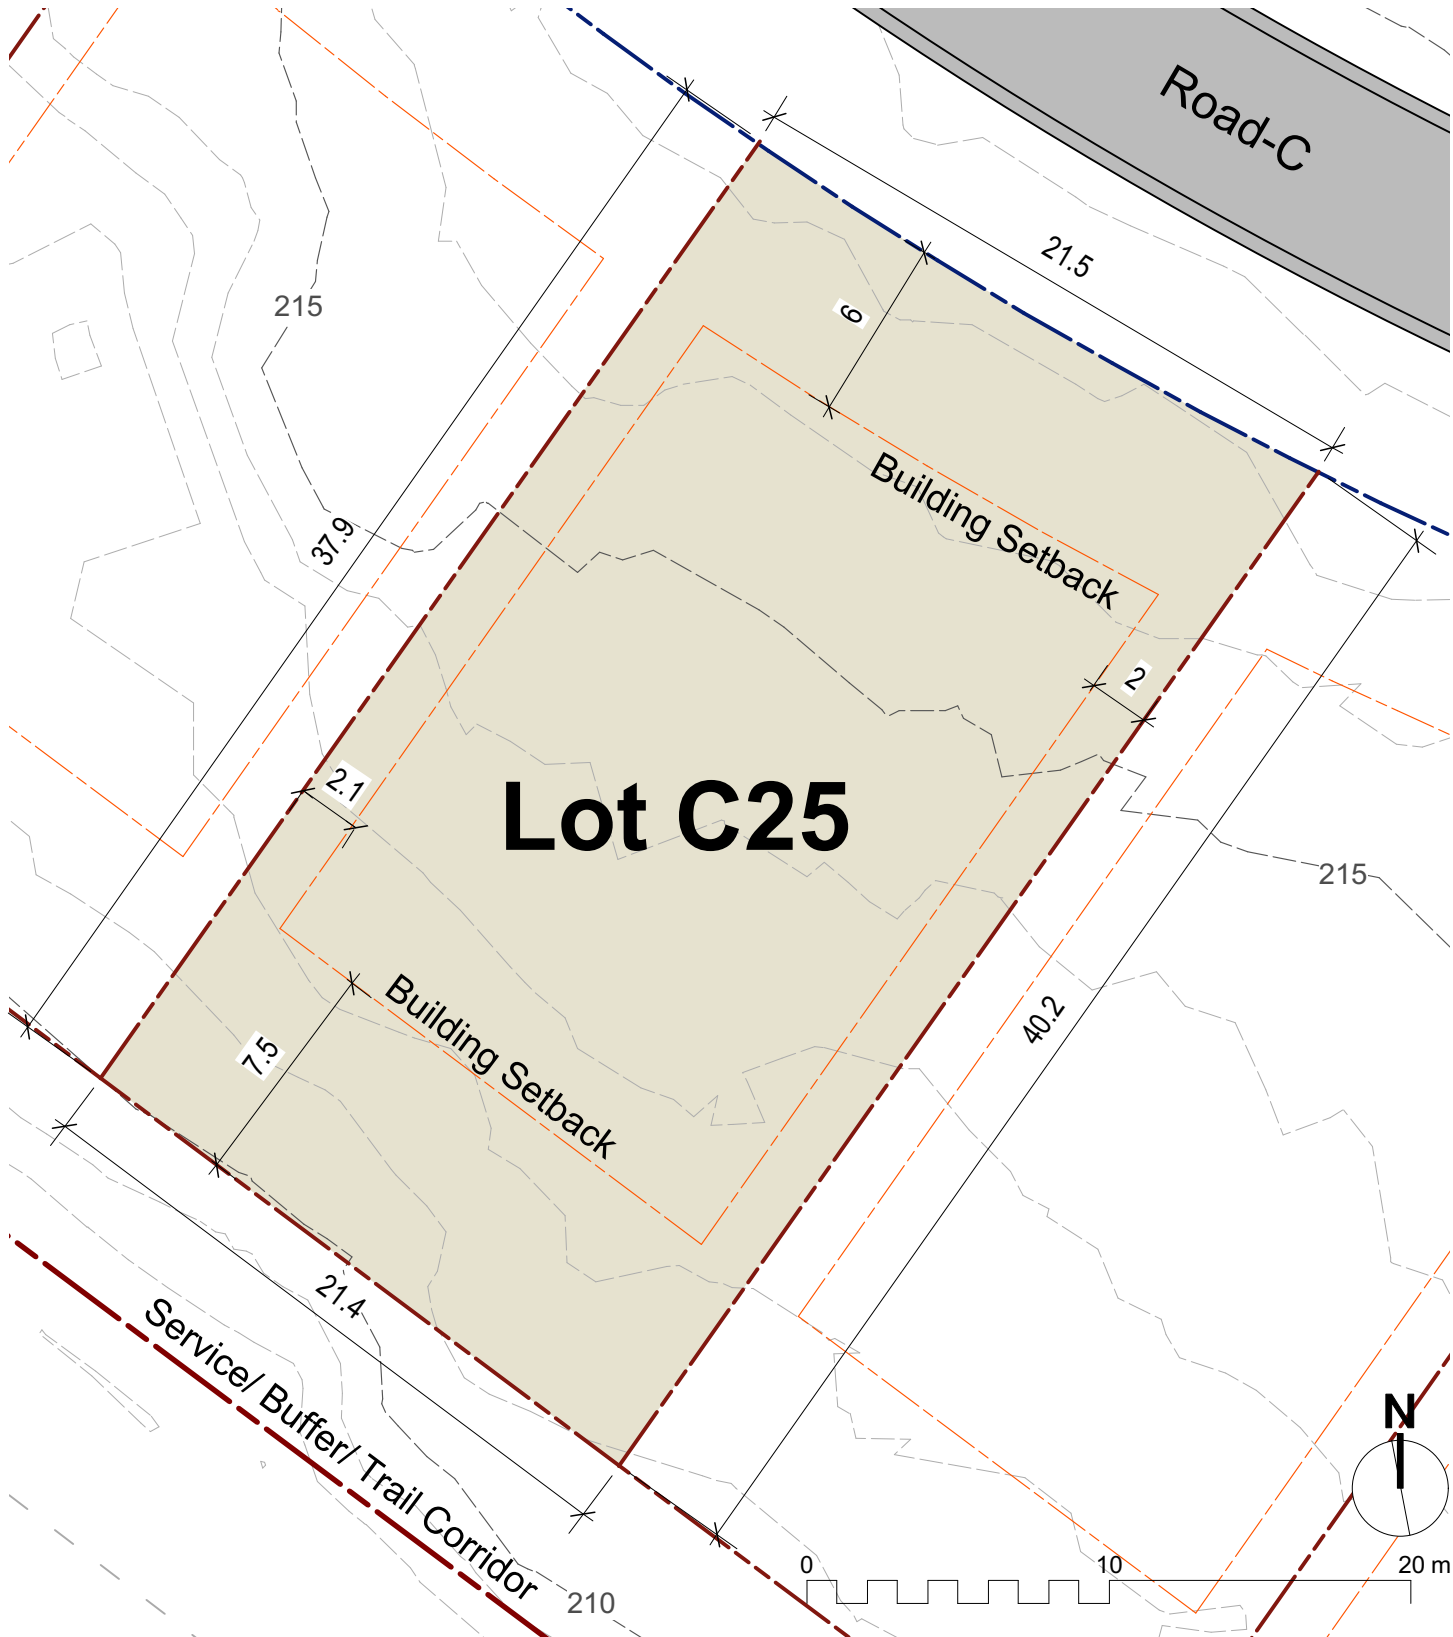 Road-C
21.5
6
215
Building Setback
37.9
2
2.1
Lot C25
215
Building Setback
40.2
7.5
21.4
Service/ Buffer/ Trail Corridor
N
0 10 20 m
210